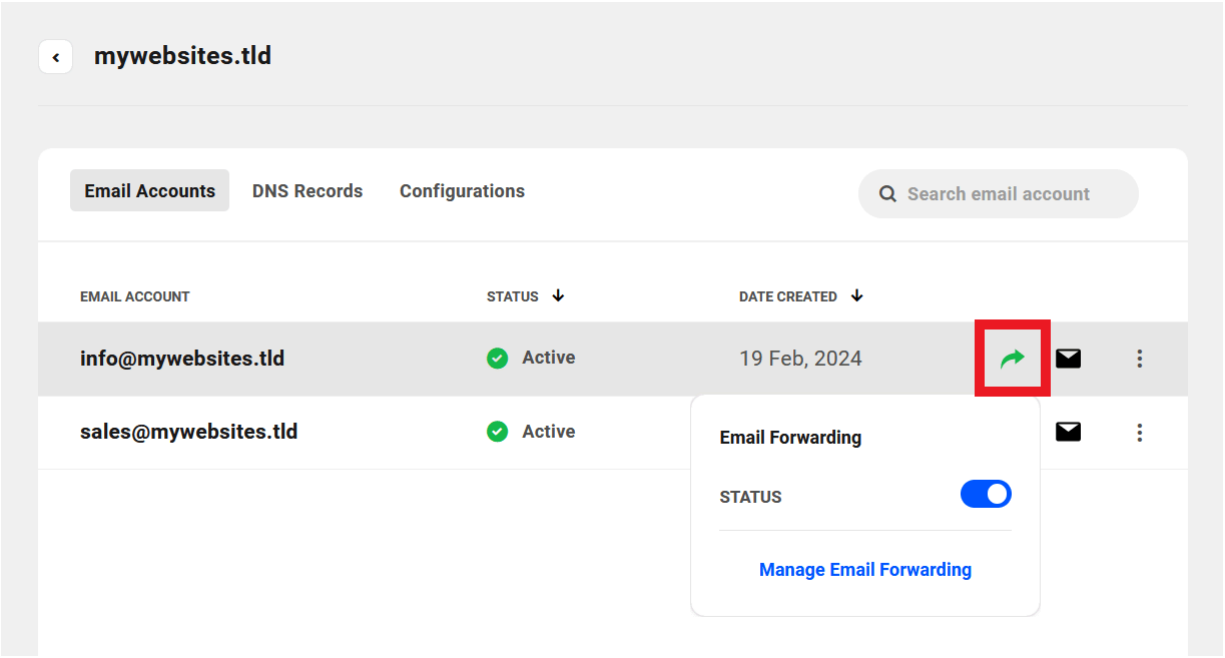 mywebsites.tld
Email Accounts DNS Records Configurations Search email account
EMAIL ACCOUNT STATUS DATE CREATED
info@mywebsites.tld Active 19 Feb, 2024
sales@mywebsites.tld Active
Email Forwarding
STATUS
Manage Email Forwarding